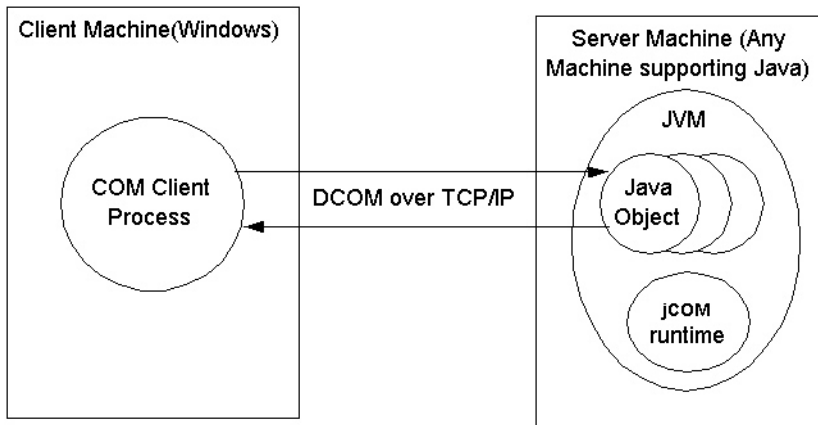 Client Machine(Windows)
COM Client
Process
DCOM over TCP/IP
Server Machine (Any
Machine supporting Java)
JVM
Java
Object
jCOM
runtime